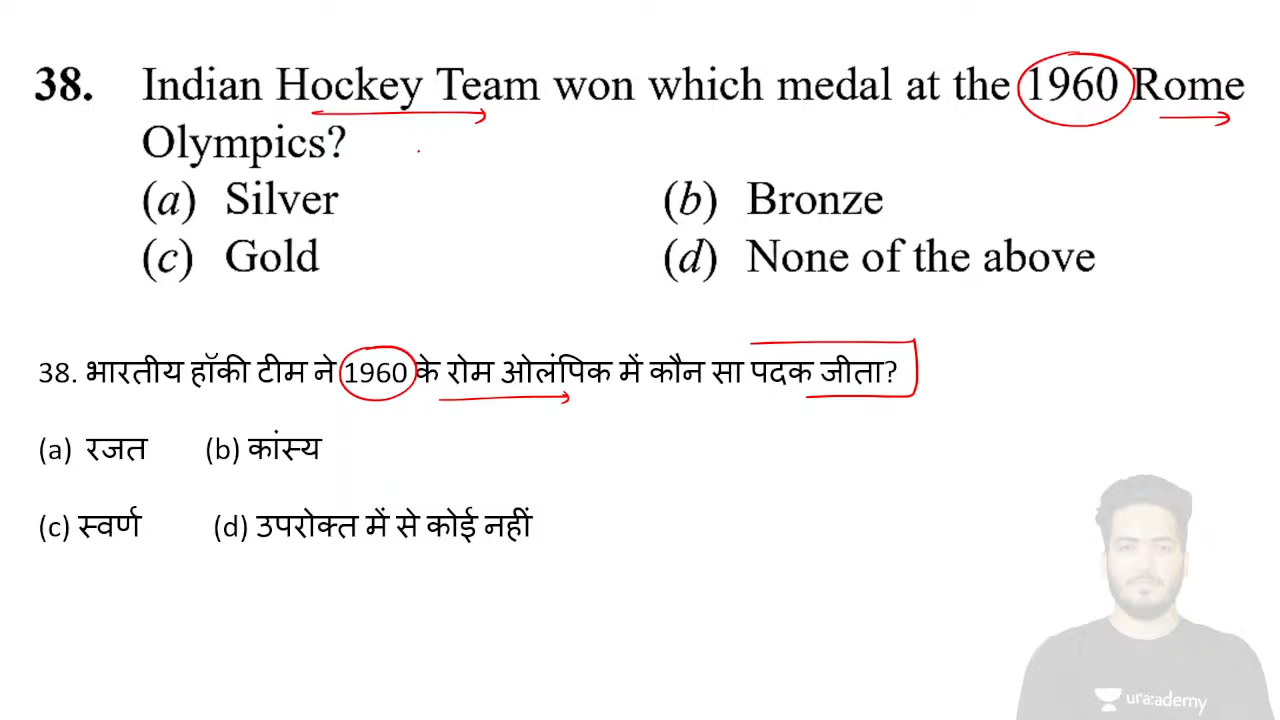 38. Indian Hockey Team won which medal at the 1960 Rome
Olympics?
(a) Silver (b) Bronze
(c) Gold (d) None of the above
38. भारतीय हॉकी टीम ने 1960 के रोम ओलंपिक में कौन सा पदक जीता?
(a) रजत (b) कांस्य
(c) स्वर्ण (d) उपरोक्त में से कोई नहीं